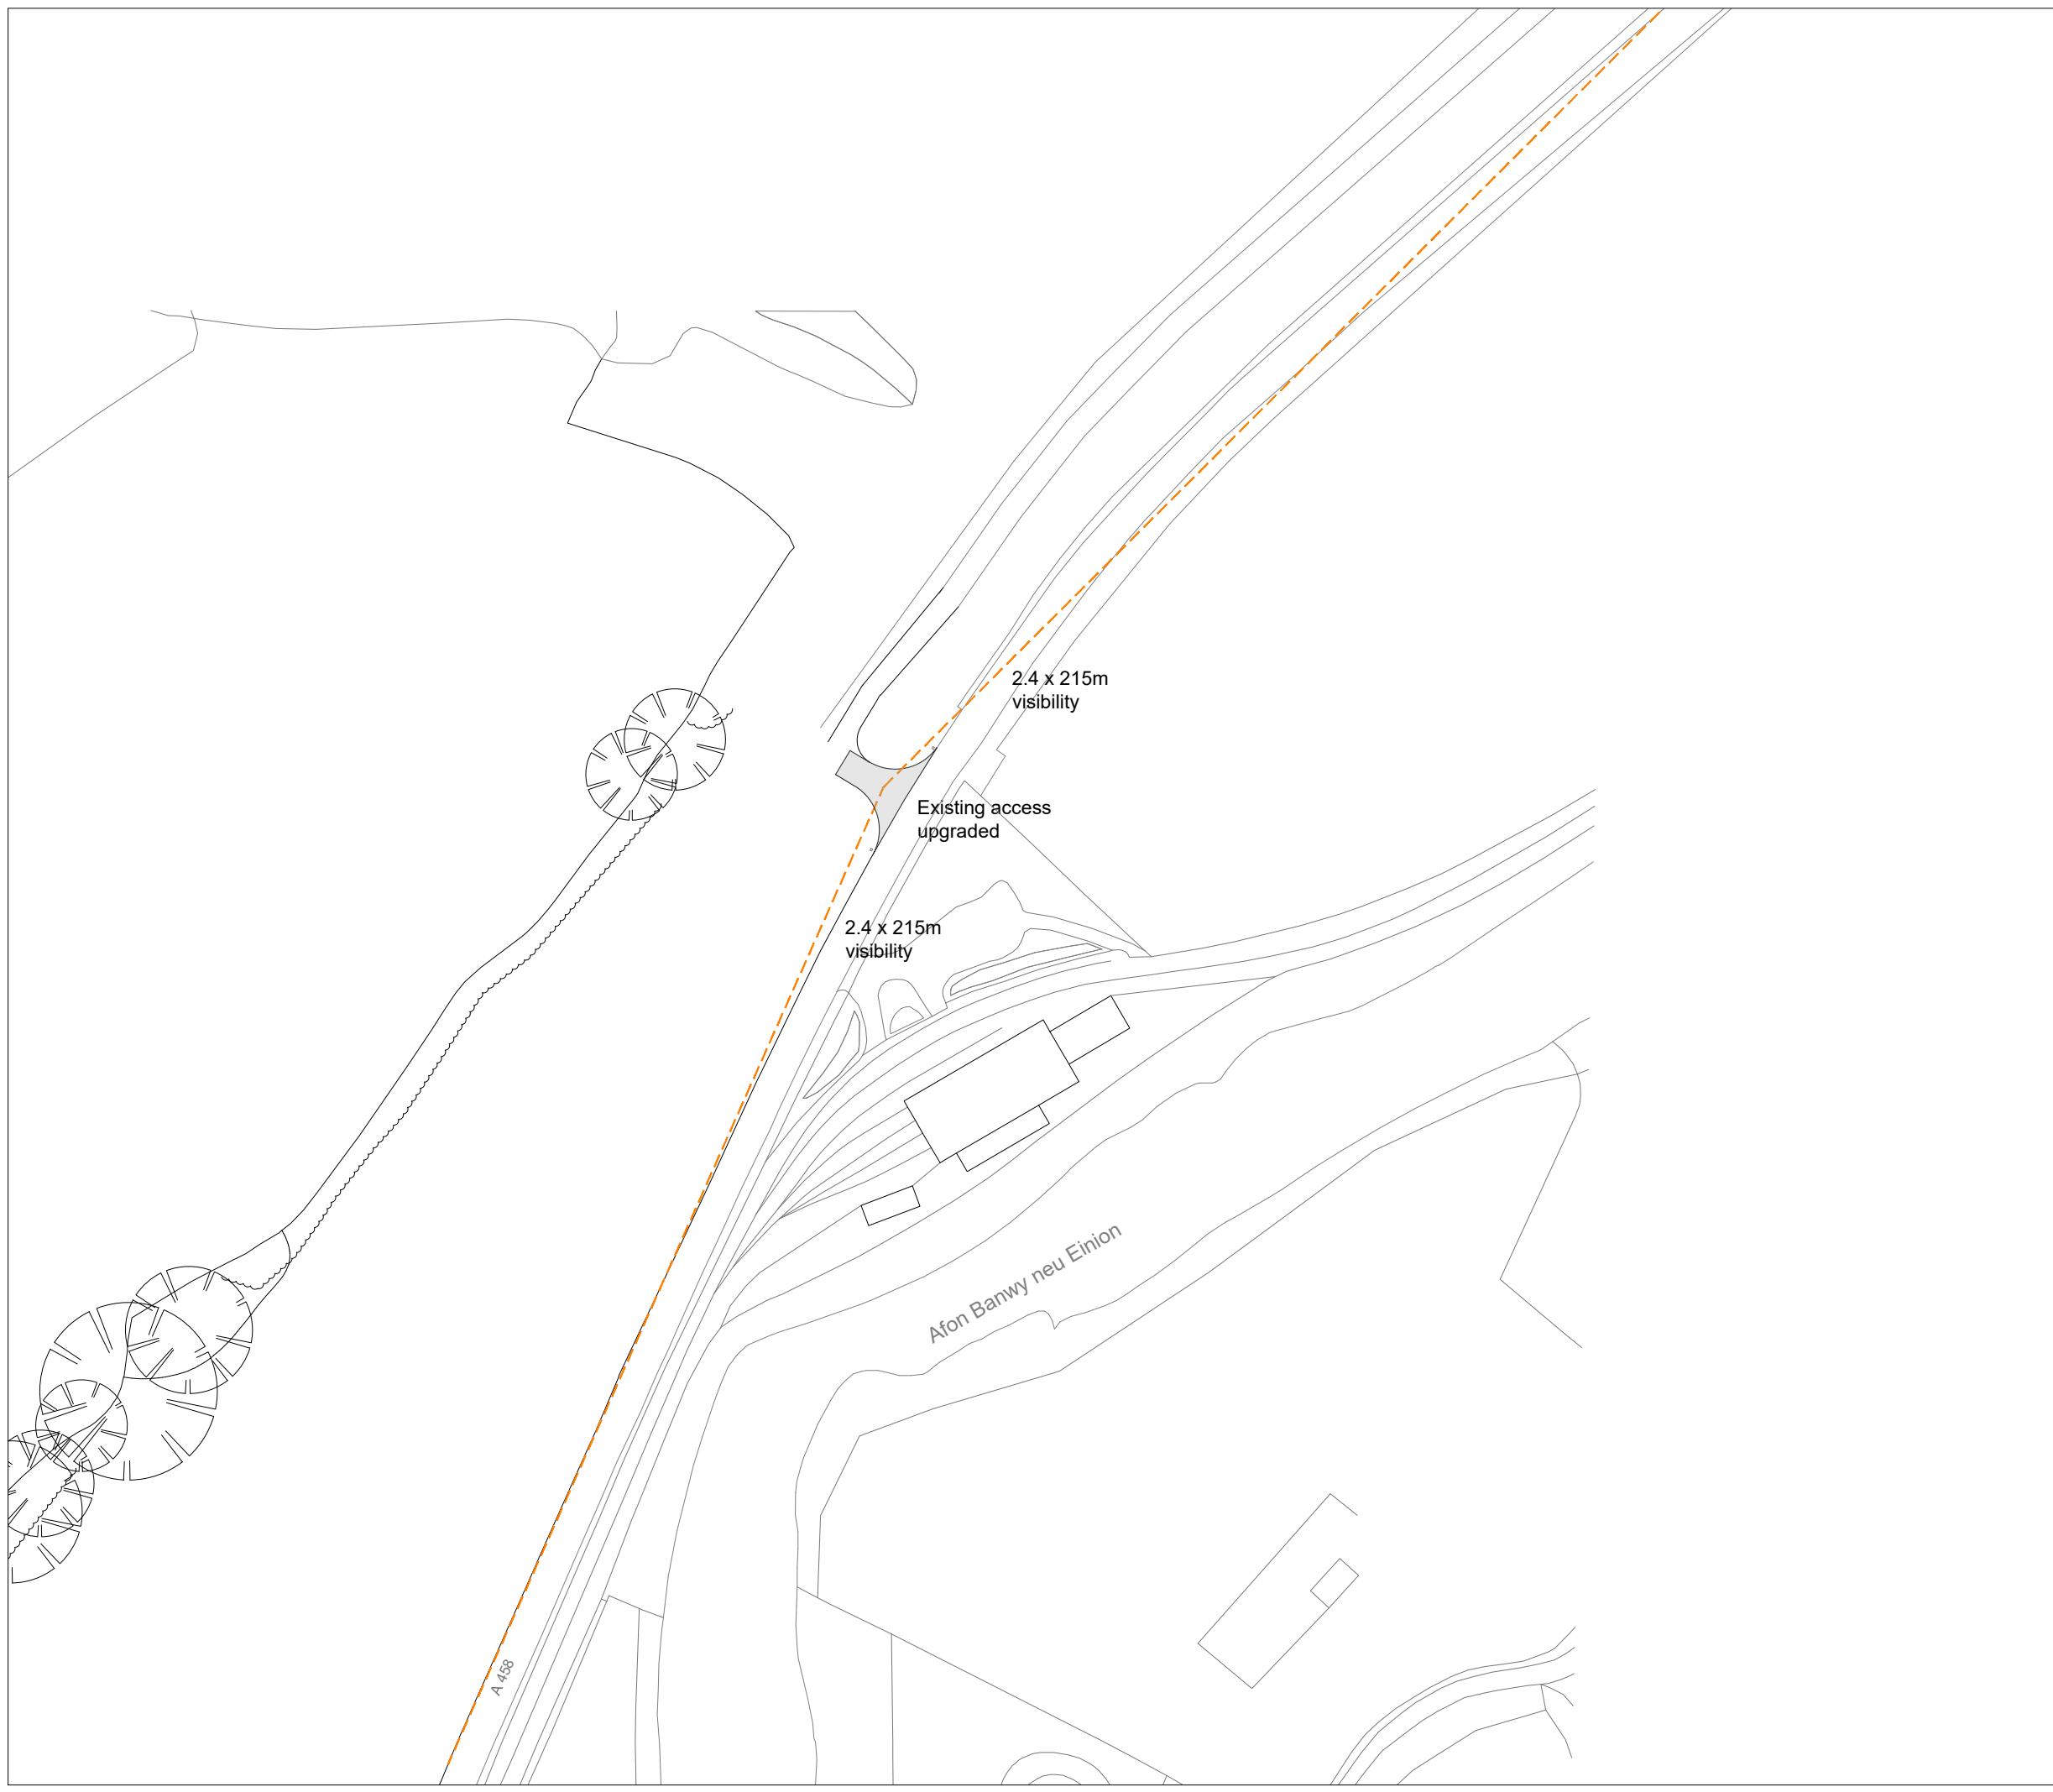 2.4 x 215m
visibility
Existing access
upgraded
2.4 x 215m
visibility
Afon Banwy neu Einion
A 458